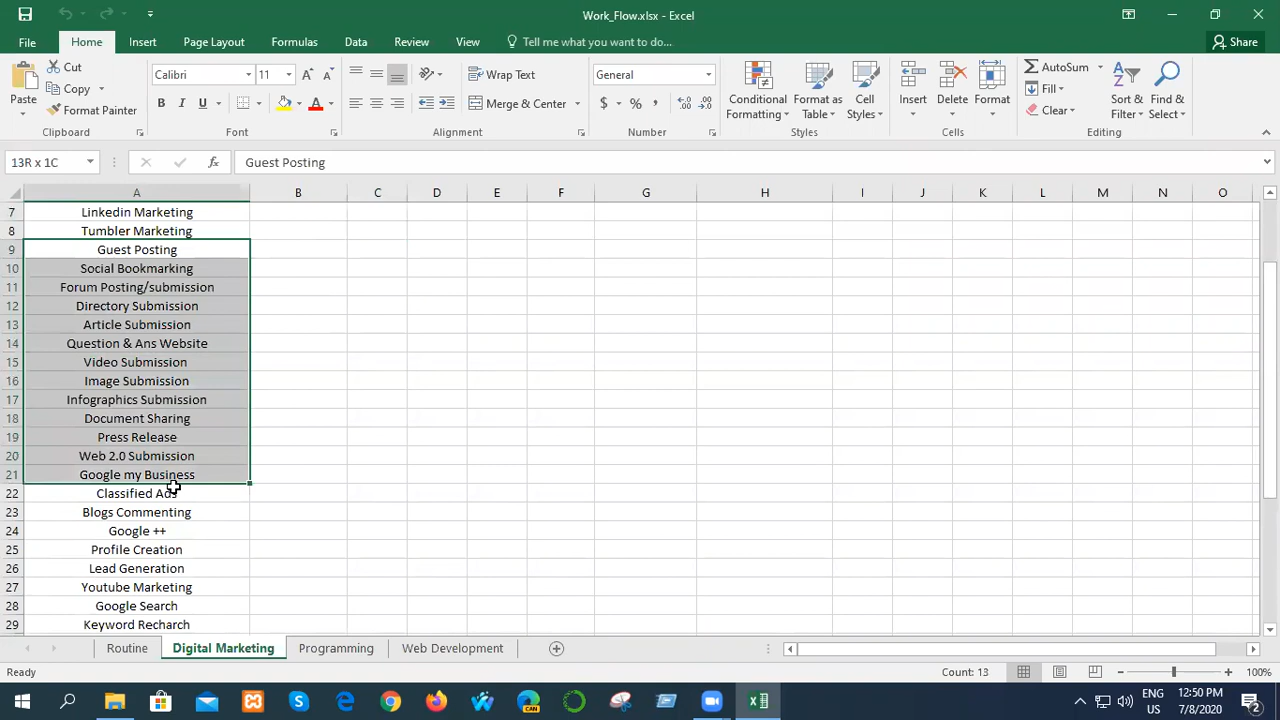 Work_Flow.xlsx - Excel
File Home Insert Page Layout Formulas Data Review View Tell me what you want to do... Share
Cut
Copy
Format Painter
Paste
Clipboard
Calibri 11
B I U
Font
Wrap Text
Merge & Center
Alignment
General
$ % ,
Number
Conditional Formatting
Format as Table
Cell Styles
Styles
Insert
Delete
Format
Cells
AutoSum
Fill
Clear
Sort & Filter
Find & Select
Editing
13R x 1C fx Guest Posting
A B C D E F G H I J K L M N O
7 Linkedin Marketing
8 Tumbler Marketing
9 Guest Posting
10 Social Bookmarking
11 Forum Posting/submission
12 Directory Submission
13 Article Submission
14 Question & Ans Website
15 Video Submission
16 Image Submission
17 Infographics Submission
18 Document Sharing
19 Press Release
20 Web 2.0 Submission
21 Google my Business
22 Classified Ads
23 Blogs Commenting
24 Google ++
25 Profile Creation
26 Lead Generation
27 Youtube Marketing
28 Google Search
29 Keyword Recharch
Routine Digital Marketing Programming Web Development
Ready Count: 13 100%
CAN
ENG 12:50 PM
US 7/8/2020
2